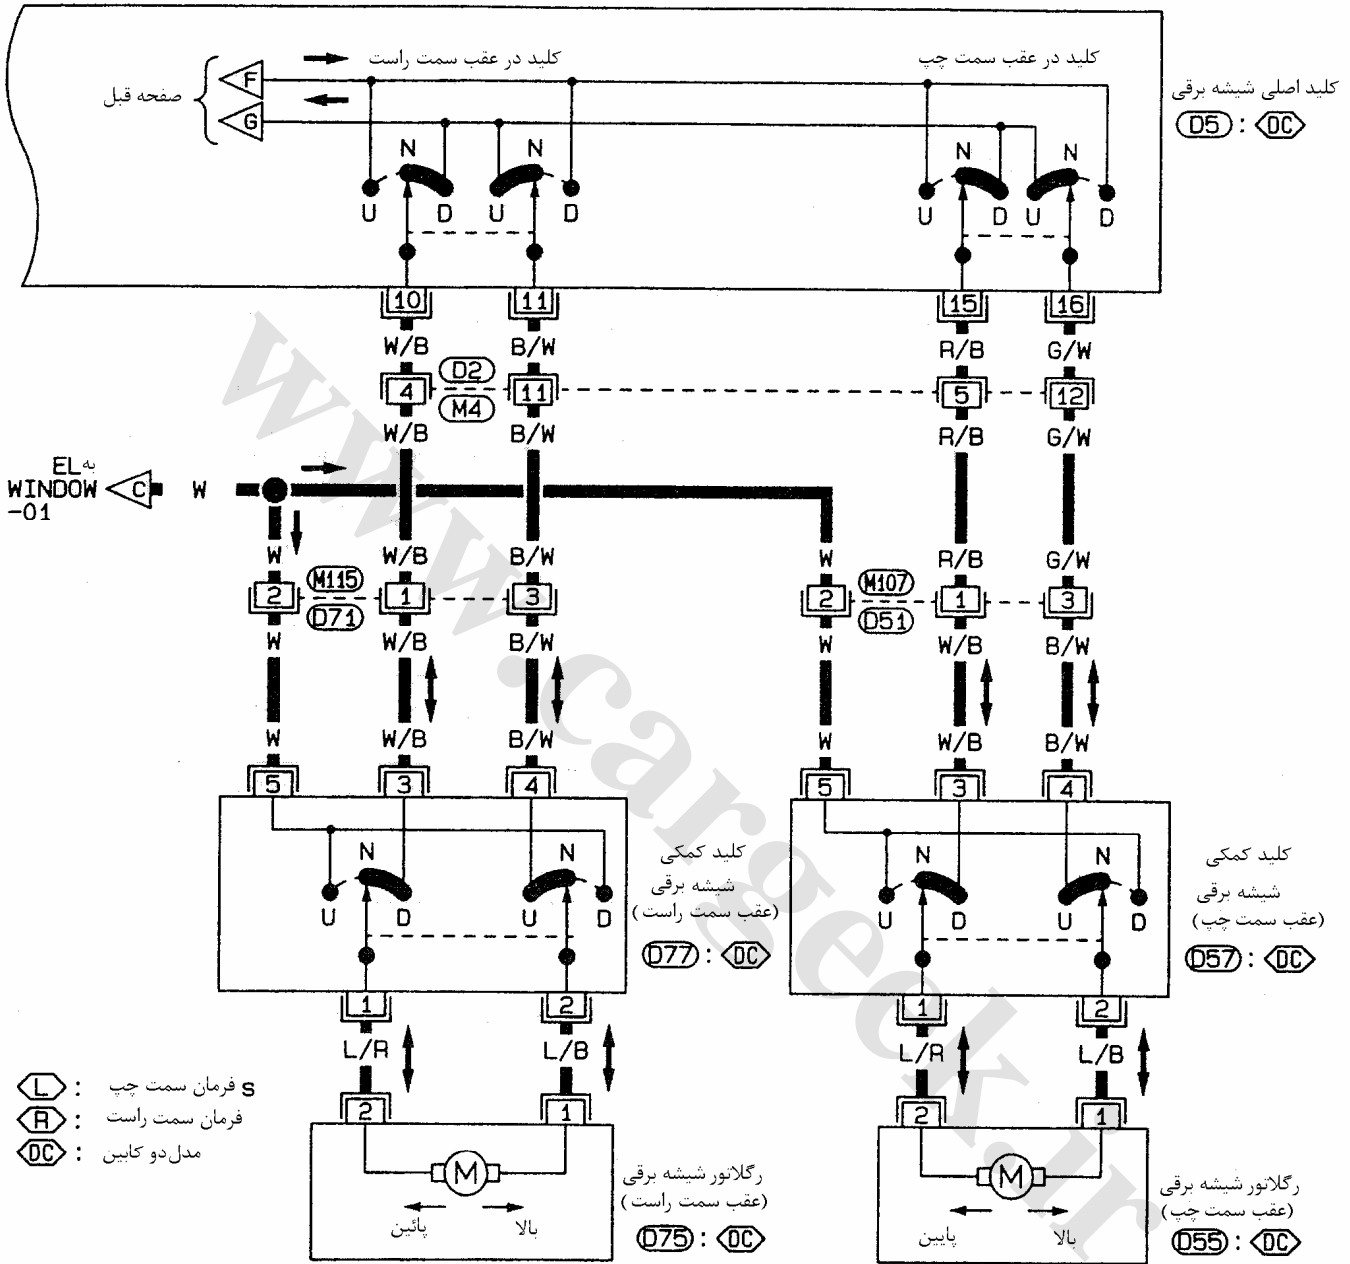 کلید در عقب سمت راست
کلید در عقب سمت چپ
صفحه قبل
F
G
کلید اصلی شیشه برقی
D5 : DC
N N N N
U D U D U D U D
10 11 15 16
W/B B/W R/B G/W
D2
4 11 5 12
M4
W/B B/W R/B G/W
به EL
WINDOW
-01
C W
W W/B B/W W R/B G/W
M115 M107
2 1 3 2 1 3
D71 D51
W W/B B/W W W/B B/W
W W/B B/W W W/B B/W
5 3 4 5 3 4
N N N N
U D U D U D U D
کلید کمکی
شیشه برقی
(عقب سمت راست)
D77 : DC
کلید کمکی
شیشه برقی
(عقب سمت چپ)
D57 : DC
1 2 1 2
L/R L/B L/R L/B
2 1 2 1
L : فرمان سمت چپ s
R : فرمان سمت راست
DC : مدل دو کابین
M M
پائین بالا
پایین بالا
رگلاتور شیشه برقی
(عقب سمت راست)
D75 : DC
رگلاتور شیشه برقی
(عقب سمت چپ)
D55 : DC
www.cargeek.ir